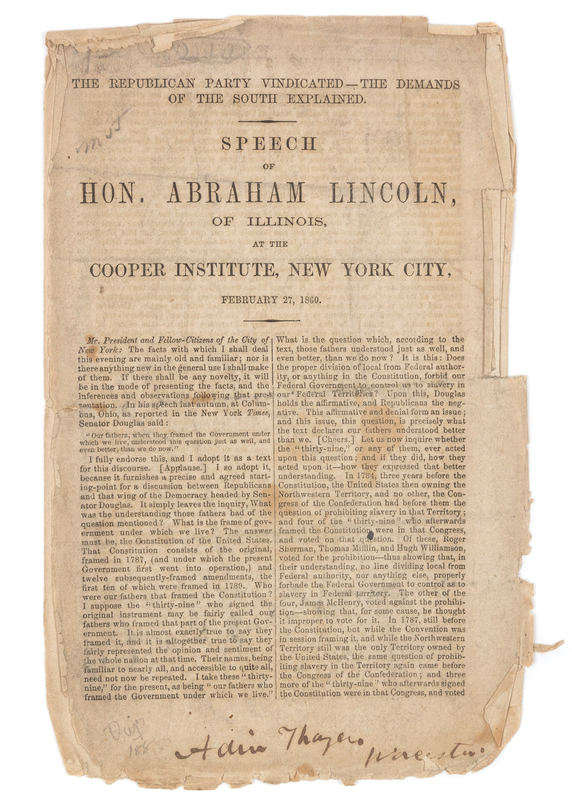 THE REPUBLICAN PARTY VINDICATED—THE DEMANDS
OF THE SOUTH EXPLAINED.
SPEECH
OF
HON. ABRAHAM LINCOLN,
OF ILLINOIS,
AT THE
COOPER INSTITUTE, NEW YORK CITY,
FEBRUARY 27, 1860.
Mr. President and Fellow-Citizens of the City of
New York: The facts with which I shall deal
this evening are mainly old and familiar; nor is
there anything new in the general use I shall make
of them. If there shall be any novelty, it will
be in the mode of presenting the facts, and the
inferences and observations following that pre-
sentation. In his speech last autumn, at Colum-
bus, Ohio, as reported in the New York Times,
Senator Douglas said:
"Our fathers, when they framed the Government under
which we live, understood this question just as well, and
even better, than we do now."
I fully endorse this, and I adopt it as a text
for this discourse. [Applause.] I so adopt it,
because it furnishes a precise and agreed start-
ing-point for a discussion between Republicans
and that wing of the Democracy headed by Sen-
ator Douglas. It simply leaves the inquiry, What
was the understanding those fathers had of the
question mentioned? What is the frame of gov-
ernment under which we live? The answer
must be, the Constitution of the United States.
That Constitution consists of the original,
framed in 1787, (and under which the present
Government first went into operation,) and
twelve subsequently-framed amendments, the
first ten of which were framed in 1789. Who
were our fathers that framed the Constitution?
I suppose the "thirty-nine" who signed the
original instrument may be fairly called our
fathers who framed that part of the present Gov-
ernment. It is almost exactly true to say they
framed it, and it is altogether true to say they
fairly represented the opinion and sentiment of
the whole nation at that time. Their names, being
familiar to nearly all, and accessible to quite all,
need not now be repeated. I take these "thirty-
nine," for the present, as being "our fathers who
framed the Government under which we live."
What is the question which, according to the
text, those fathers understood just as well, and
even better, than we do now? It is this: Does
the proper division of local from Federal author-
ity, or anything in the Constitution, forbid our
Federal Government to control as to slavery in
our Federal Territories? Upon this, Douglas
holds the affirmative, and Republicans the neg-
ative. This affirmative and denial form an issue;
and this issue, this question, is precisely what
the text declares our fathers understood better
than we. [Cheers.] Let us now inquire whether
the "thirty-nine," or any of them, ever acted
upon this question; and if they did, how they
acted upon it—how they expressed that better
understanding. In 1784, three years before the
Constitution, the United States then owning the
Northwestern Territory, and no other, the Con-
gress of the Confederation had before them the
question of prohibiting slavery in that Territory;
and four of the "thirty-nine" who afterwards
framed the Constitution were in that Congress,
and voted on that question. Of these, Roger
Sherman, Thomas Mifflin, and Hugh Williamson,
voted for the prohibition—thus showing that, in
their understanding, no line dividing local from
Federal authority, nor anything else, properly
forbade the Federal Government to control as to
slavery in Federal territory. The other of the
four, James McHenry, voted against the prohibi-
tion—showing that, for some cause, he thought
it improper to vote for it. In 1787, still before
the Constitution, but while the Convention was
in session framing it, and while the Northwestern
Territory still was the only Territory owned by
the United States, the same question of prohib-
iting slavery in the Territory again came before
the Congress of the Confederation; and three
more of the "thirty-nine" who afterwards signed
the Constitution were in that Congress, and voted
Dup
Adin Thayer